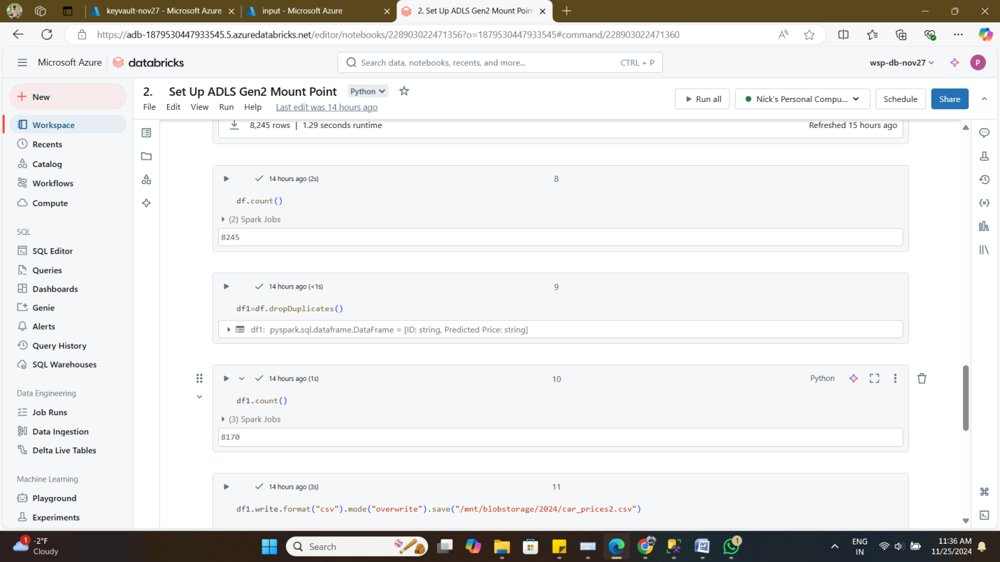 keyvault-nov27 - Microsoft Azure
input - Microsoft Azure
2. Set Up ADLS Gen2 Mount Point
https://adb-1879530447933545.5.azuredatabricks.net/editor/notebooks/228903022471356?o=1879530447933545#command/228903022471360
Microsoft Azure
databricks
Search data, notebooks, recents, and more...
CTRL + P
wsp-db-nov27
P
New
Workspace
Recents
Catalog
Workflows
Compute
SQL
SQL Editor
Queries
Dashboards
Genie
Alerts
Query History
SQL Warehouses
Data Engineering
Job Runs
Data Ingestion
Delta Live Tables
Machine Learning
Playground
Experiments
2. Set Up ADLS Gen2 Mount Point
Python
File Edit View Run Help Last edit was 14 hours ago
Run all
Nick's Personal Compu...
Schedule
Share
8,245 rows | 1.29 seconds runtime
Refreshed 15 hours ago
14 hours ago (2s)
8
df.count()
(2) Spark Jobs
8245
14 hours ago (<1s)
9
df1=df.dropDuplicates()
df1: pyspark.sql.dataframe.DataFrame = [ID: string, Predicted Price: string]
14 hours ago (1s)
10
Python
df1.count()
(3) Spark Jobs
8170
14 hours ago (3s)
11
df1.write.format("csv").mode("overwrite").save("/mnt/blobstorage/2024/car_prices2.csv")
1
-2°F
Cloudy
Search
1
ENG
IN
11:36 AM
11/25/2024